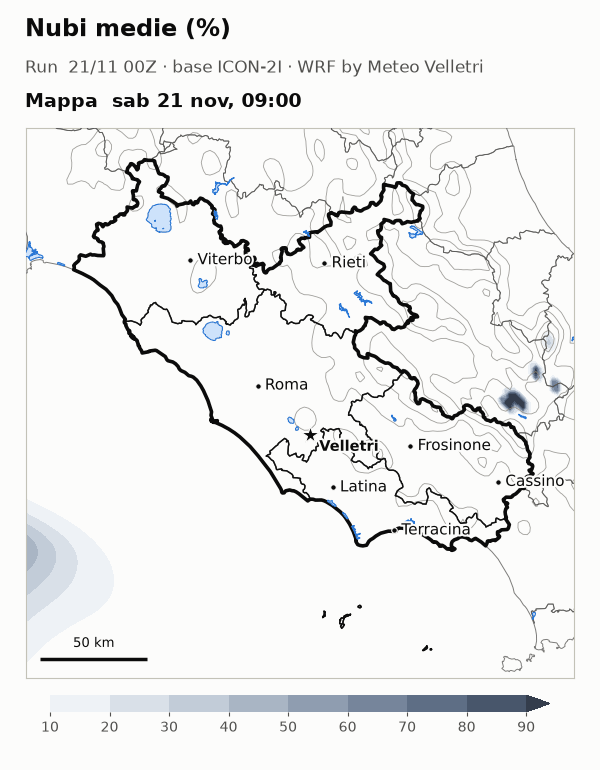 Nubi medie (%)
Run  21/11 00Z · base ICON-2I · WRF by Meteo Velletri
Mappa  sab 21 nov, 09:00
Viterbo
Rieti
Roma
Velletri
Frosinone
Cassino
Latina
Terracina
50 km
10 20 30 40 50 60 70 80 90